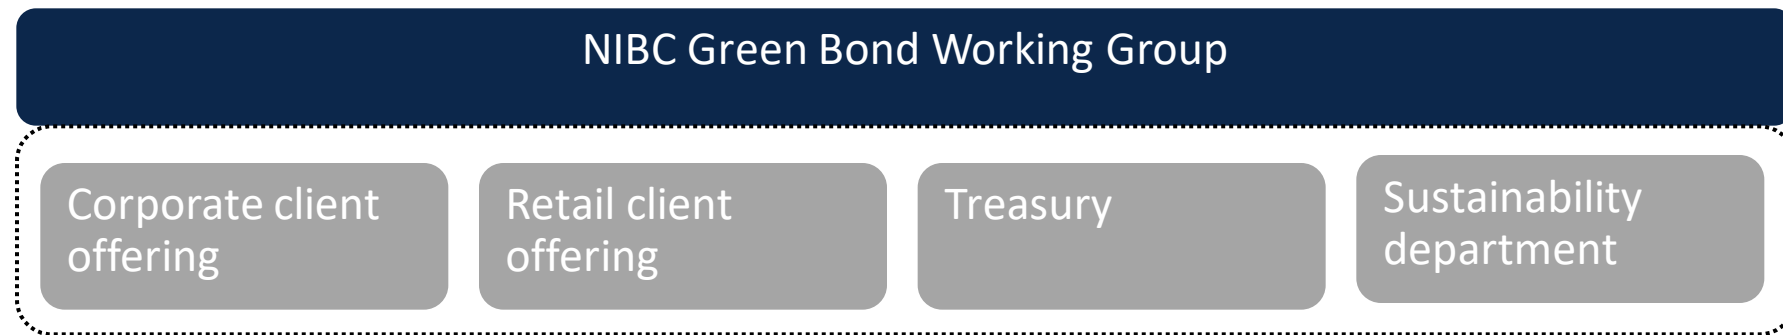 NIBC Green Bond Working Group
Corporate client
offering
Retail client
offering
Treasury
Sustainability
department